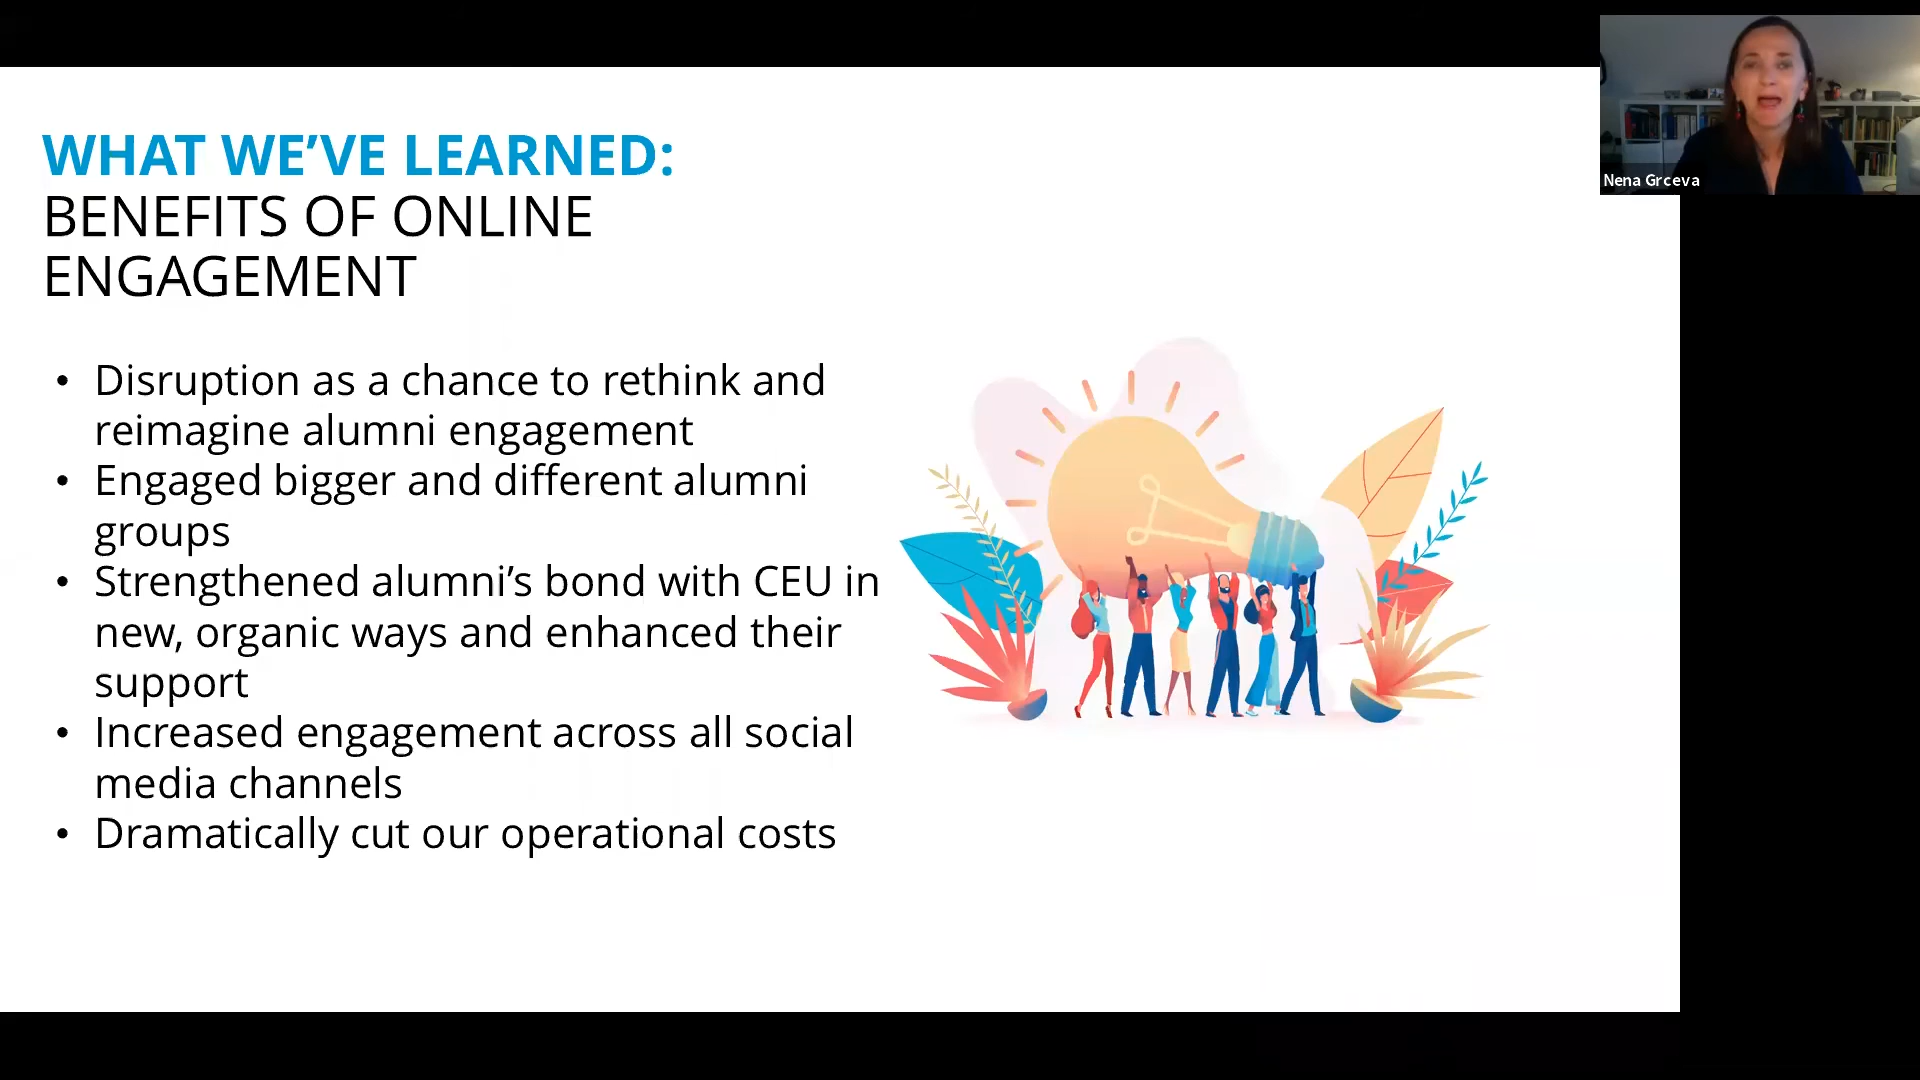 WHAT WE’VE LEARNED:
BENEFITS OF ONLINE
ENGAGEMENT
• Disruption as a chance to rethink and
reimagine alumni engagement
• Engaged bigger and different alumni
groups
• Strengthened alumni’s bond with CEU in
new, organic ways and enhanced their
support
• Increased engagement across all social
media channels
• Dramatically cut our operational costs
Nena Grceva